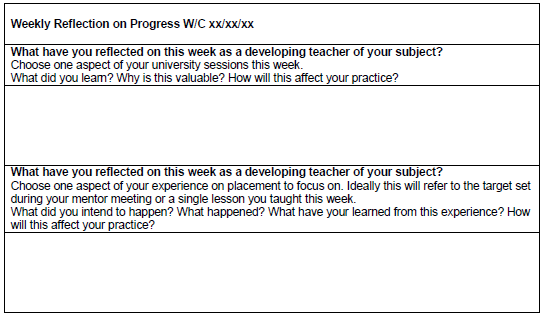 Weekly Reflection on Progress W/C xx/xx/xx
What have you reflected on this week as a developing teacher of your subject?
Choose one aspect of your university sessions this week.
What did you learn? Why is this valuable? How will this affect your practice?
What have you reflected on this week as a developing teacher of your subject?
Choose one aspect of your experience on placement to focus on. Ideally this will refer to the target set
during your mentor meeting or a single lesson you taught this week.
What did you intend to happen? What happened? What have your learned from this experience? How
will this affect your practice?